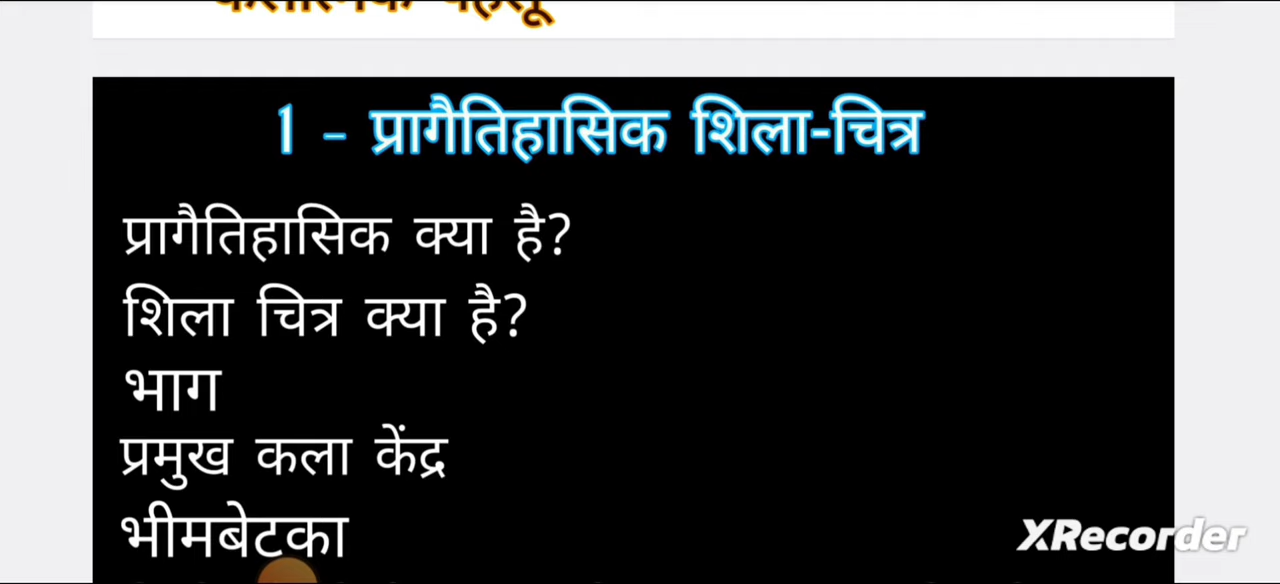 1 - प्रागैतिहासिक शिला-चित्र
प्रागैतिहासिक क्या है?
शिला चित्र क्या है?
भाग
प्रमुख कला केंद्र
भीमबेटका
XRecorder